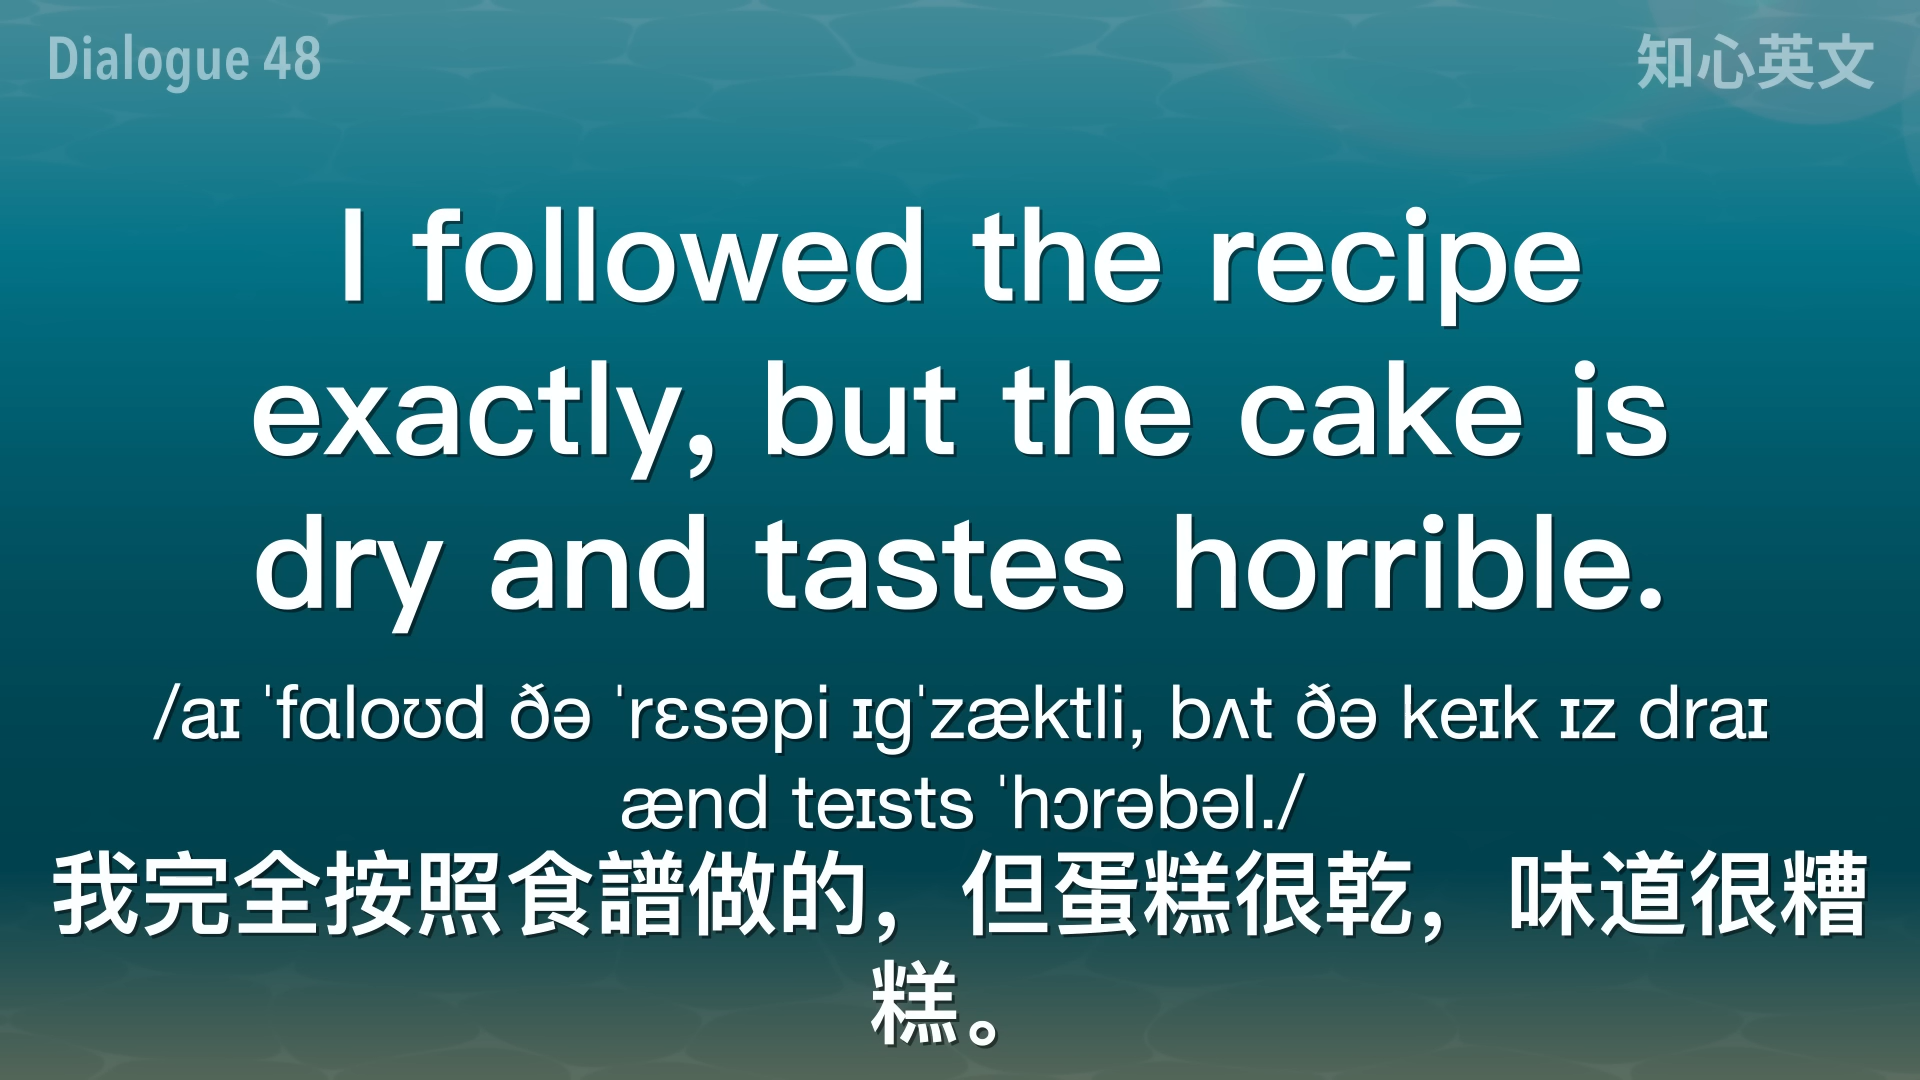 Dialogue 48
知心英文
I followed the recipe
exactly, but the cake is
dry and tastes horrible.
/aɪ ˈfɑloʊd ðə ˈrɛsəpi ɪgˈzæktli, bʌt ðə keɪk ɪz draɪ
ænd teɪsts ˈhɔrəbəl./
我完全按照食譜做的，但蛋糕很乾，味道很糟
糕。